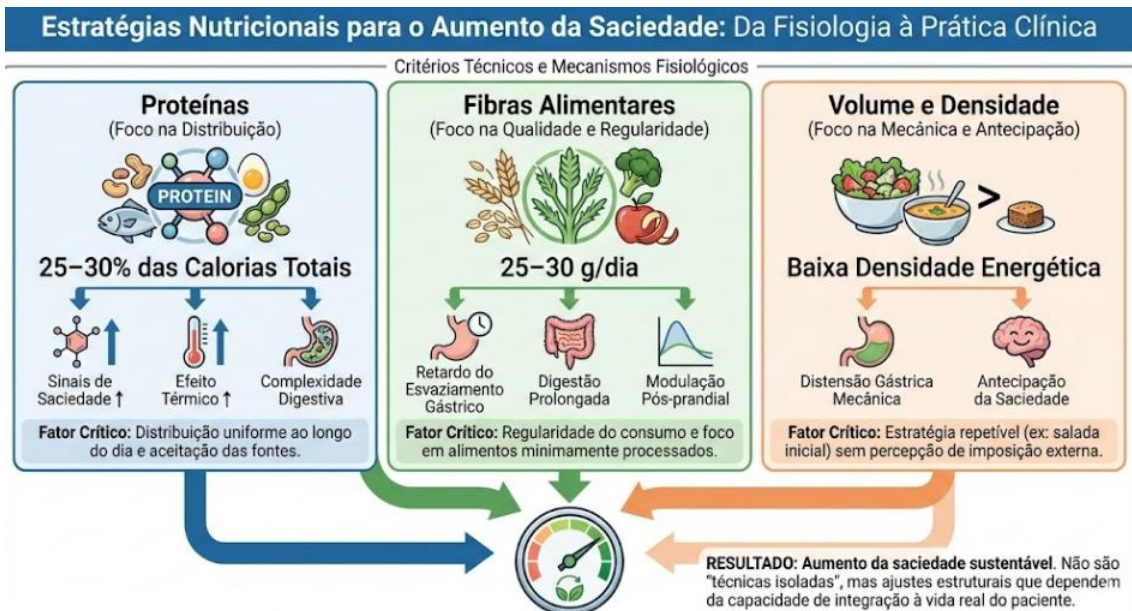 Estratégias Nutricionais para o Aumento da Saciedade: Da Fisiologia à Prática Clínica
Critérios Técnicos e Mecanismos Fisiológicos
Proteínas
(Foco na Distribuição)
PROTEIN
25–30% das Calorias Totais
Sinais de
Saciedade ↑
Efeito
Térmico ↑
Complexidade
Digestiva
Fator Crítico: Distribuição uniforme ao longo
do dia e aceitação das fontes.
Fibras Alimentares
(Foco na Qualidade e Regularidade)
25–30 g/dia
Retardo do
Esvaziamento
Gástrico
Digestão
Prolongada
Modulação
Pós-prandial
Fator Crítico: Regularidade do consumo e foco
em alimentos minimamente processados.
Volume e Densidade
(Foco na Mecânica e Antecipação)
>
Baixa Densidade Energética
Distensão Gástrica
Mecânica
Antecipação
da Saciedade
Fator Crítico: Estratégia repetível (ex: salada
inicial) sem percepção de imposição externa.
RESULTADO: Aumento da saciedade sustentável. Não são
"técnicas isoladas", mas ajustes estruturais que dependem
da capacidade de integração à vida real do paciente.